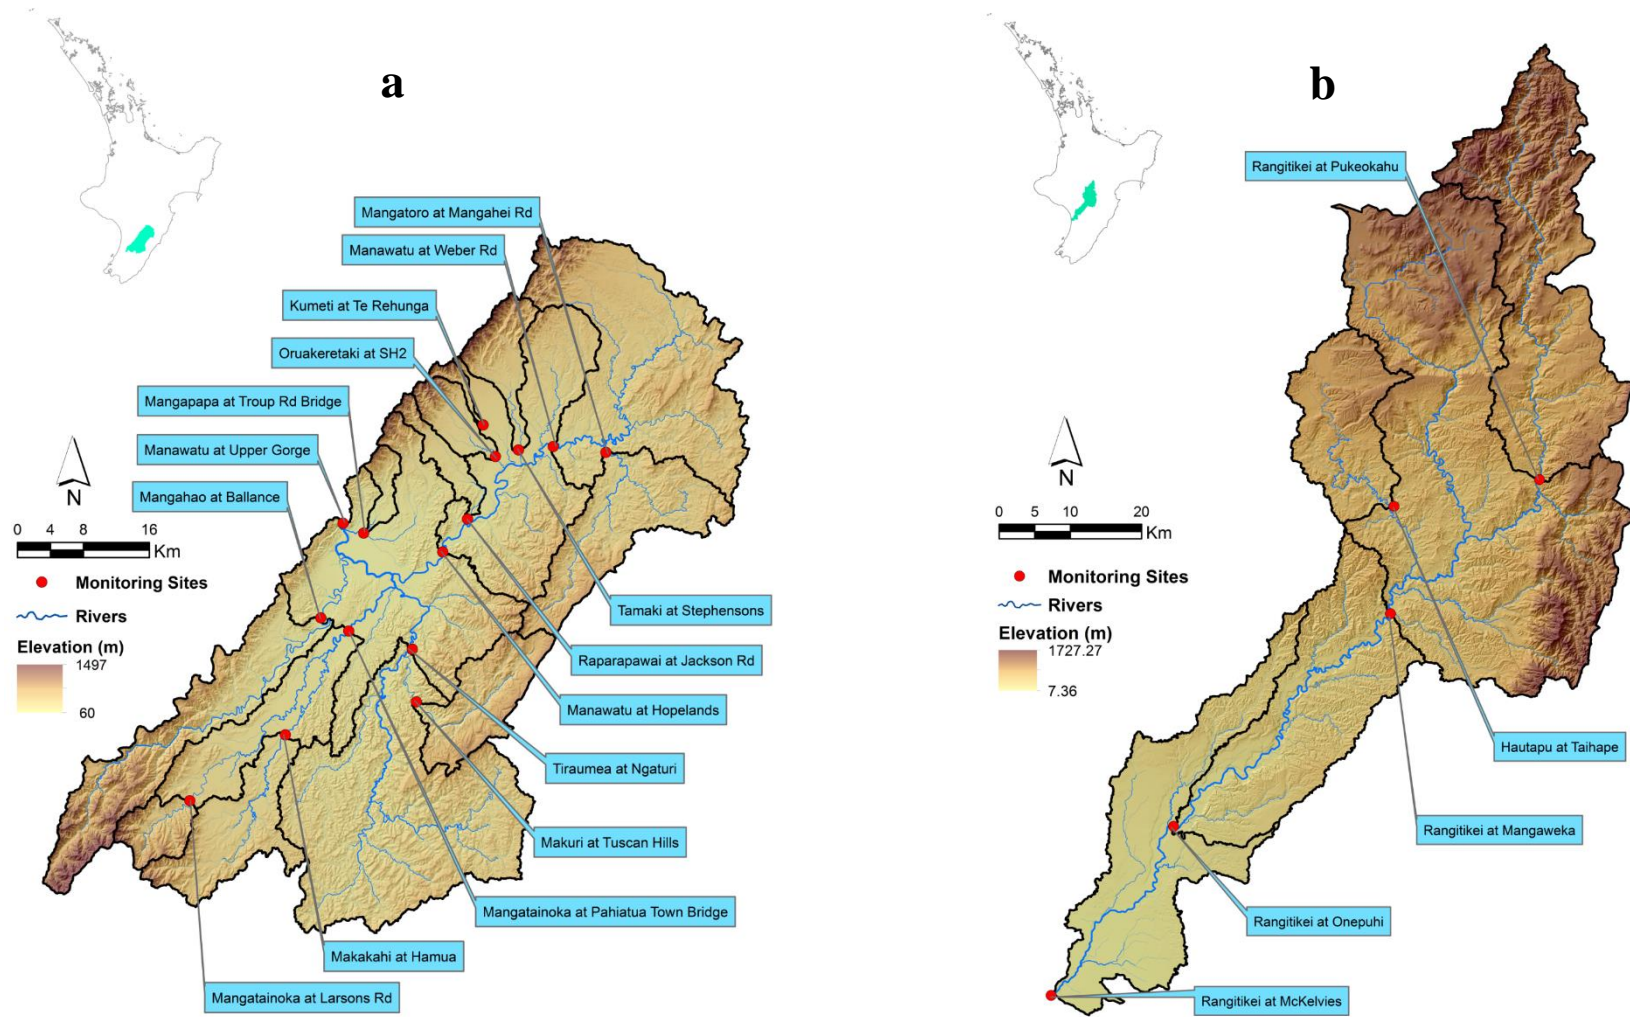 a
Mangatoro at Mangahei Rd
Manawatu at Weber Rd
Kumeti at Te Rehunga
Oruakeretaki at SH2
Mangapapa at Troup Rd Bridge
Manawatu at Upper Gorge
Mangahao at Ballance
N
0 4 8 16
Km
Monitoring Sites
Rivers
Elevation (m)
1497
60
Tamaki at Stephensons
Raparapawai at Jackson Rd
Manawatu at Hopelands
Tiraumea at Ngaturi
Makuri at Tuscan Hills
Mangatainoka at Pahiatua Town Bridge
Makakahi at Hamua
Mangatainoka at Larsons Rd
b
Rangitikei at Pukeokahu
N
0 5 10 20
Km
Monitoring Sites
Rivers
Elevation (m)
1727.27
7.36
Hautapu at Taihape
Rangitikei at Mangaweka
Rangitikei at Onepuhi
Rangitikei at McKelvies